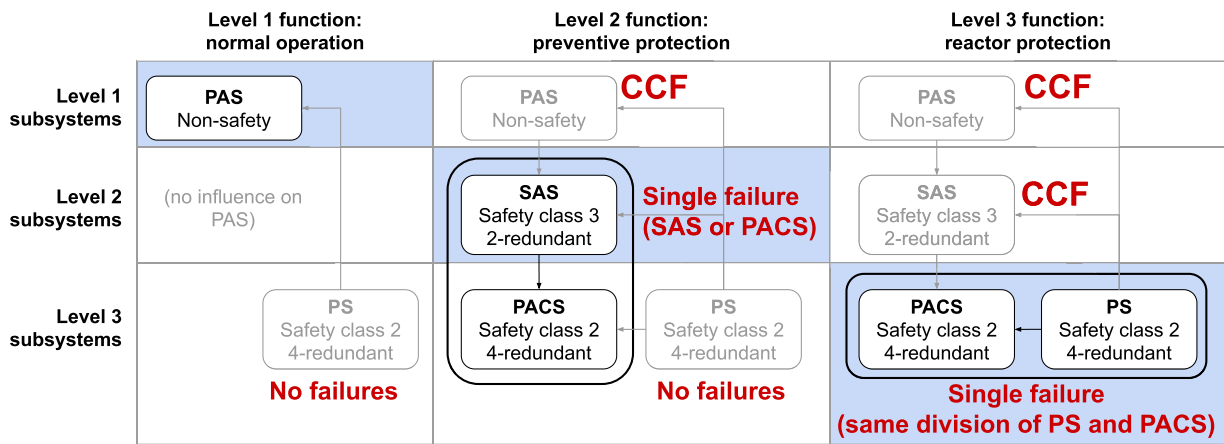 Level 1 function:
normal operation
Level 2 function:
preventive protection
Level 3 function:
reactor protection
Level 1
subsystems
PAS
Non-safety
PAS
Non-safety
CCF
PAS
Non-safety
CCF
Level 2
subsystems
(no influence on
PAS)
SAS
Safety class 3
2-redundant
Single failure
(SAS or PACS)
SAS
Safety class 3
2-redundant
CCF
Level 3
subsystems
PS
Safety class 2
4-redundant
No failures
PACS
Safety class 2
4-redundant
PS
Safety class 2
4-redundant
No failures
PACS
Safety class 2
4-redundant
PS
Safety class 2
4-redundant
Single failure
(same division of PS and PACS)